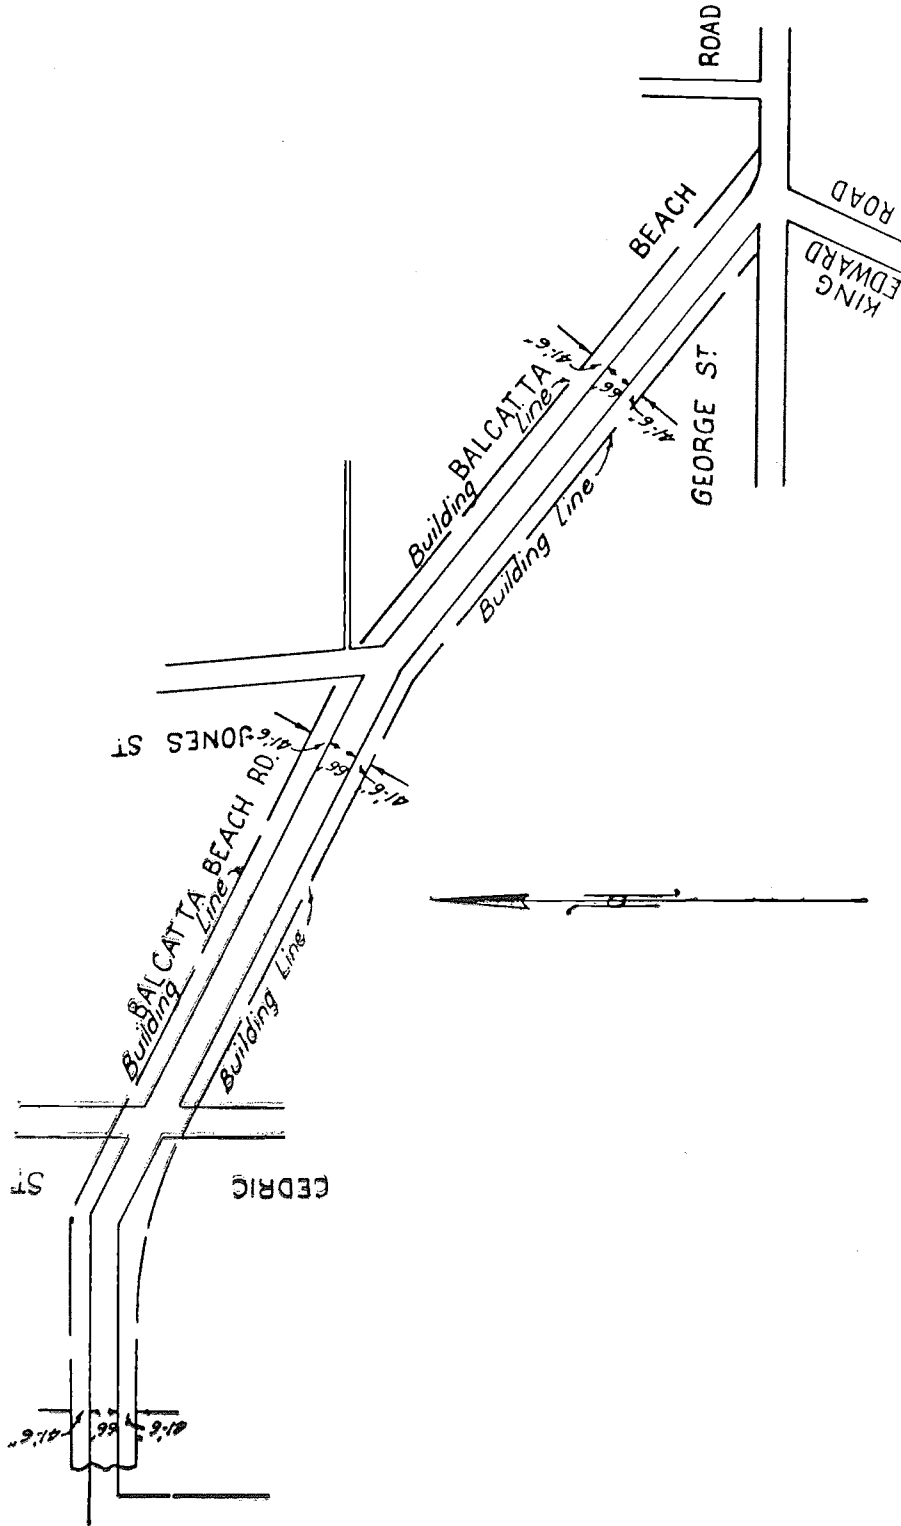 ROAD
BEACH
ROAD
KING
EDWARD
GEORGE ST.
41'-6"
66'
41'-6"
BALCATTA
Building Line
Building Line
JONES ST
41'-6"
66'
41'-6"
BALCATTA BEACH RD.
Building Line
Building Line
CEDRIC
ST.
41'-6"
66'
41'-6"